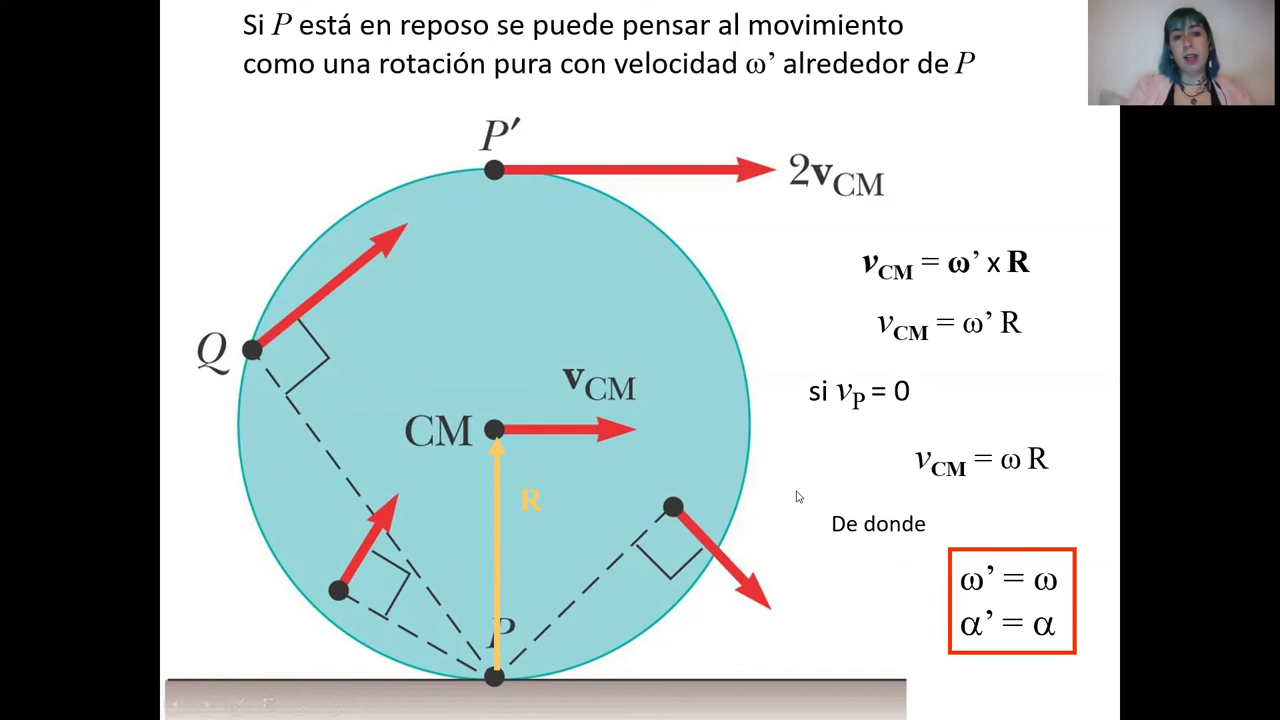 Si P está en reposo se puede pensar al movimiento
como una rotación pura con velocidad ω’ alrededor de P
P′
2vCM
vCM = ω’ x R
vCM = ω’ R
Q
vCM
si vP = 0
CM
vCM = ω R
R
De donde
ω’ = ω
α’ = α
P